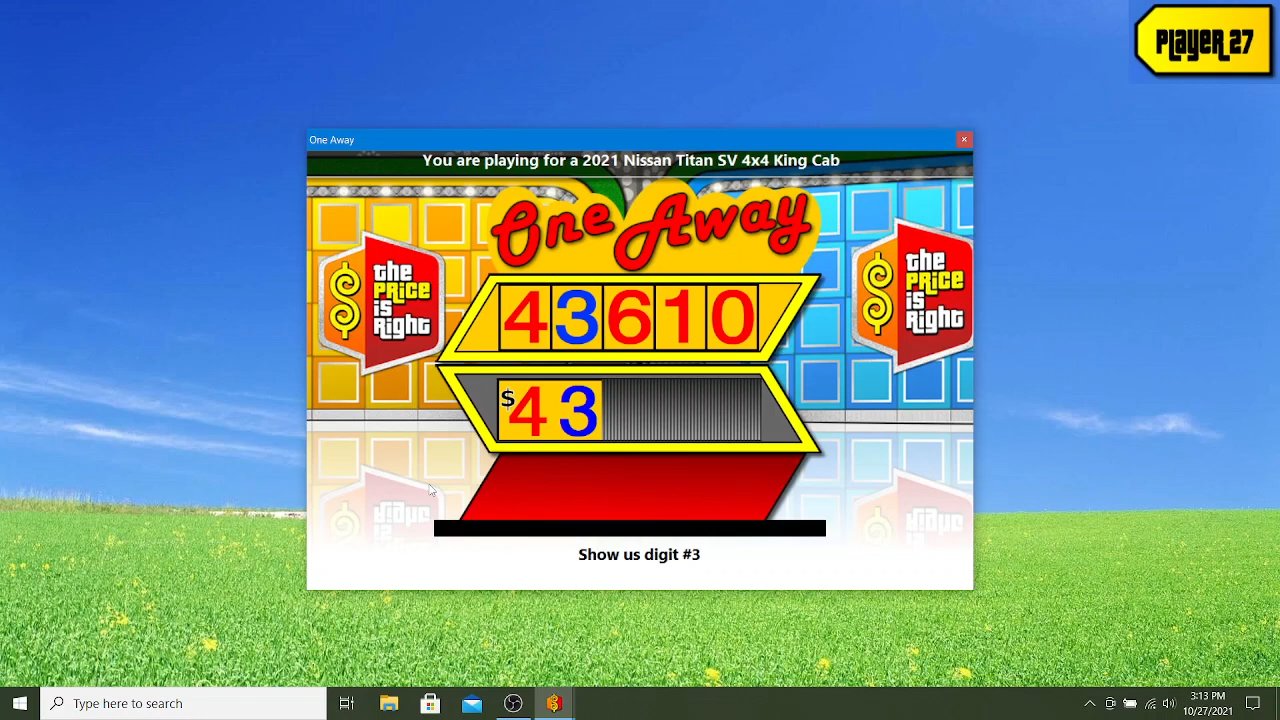 PLAYER 27
One Away
You are playing for a 2021 Nissan Titan SV 4x4 King Cab
One Away
the
PRICE
is
Right
the
PRICE
is
Right
43610
$43
Show us digit #3
Type here to search
3:13 PM
10/27/2021